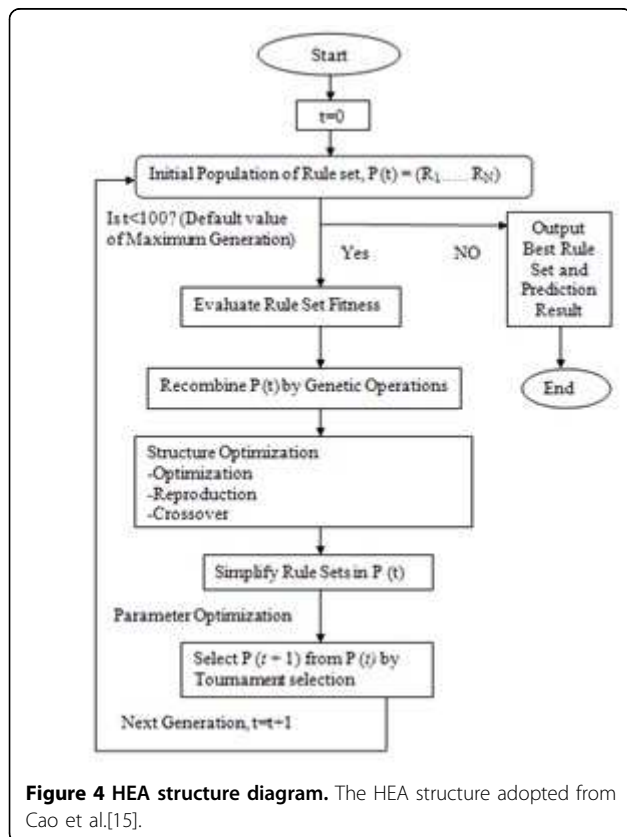 Start
t=0
Initial Population of Rule set, P(t) = (R1..... RN)
Is t<100? (Default value
of Maximum Generation)
Yes
NO
Output
Best Rule
Set and
Prediction
Result
End
Evaluate Rule Set Fitness
Recombine P(t) by Genetic Operations
Structure Optimization
-Optimization
-Reproduction
-Crossover
Simplify Rule Sets in P (t)
Parameter Optimization
Select P (t + 1) from P(t) by
Tournament selection
Next Generation, t=t+1
Figure 4 HEA structure diagram. The HEA structure adopted from
Cao et al.[15].